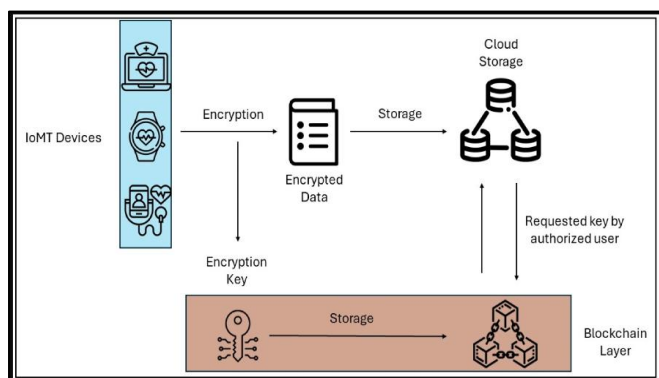 Cloud
Storage
IoMT Devices
Encryption
Storage
Encrypted
Data
Requested key by
authorized user
Encryption
Key
Storage
Blockchain
Layer